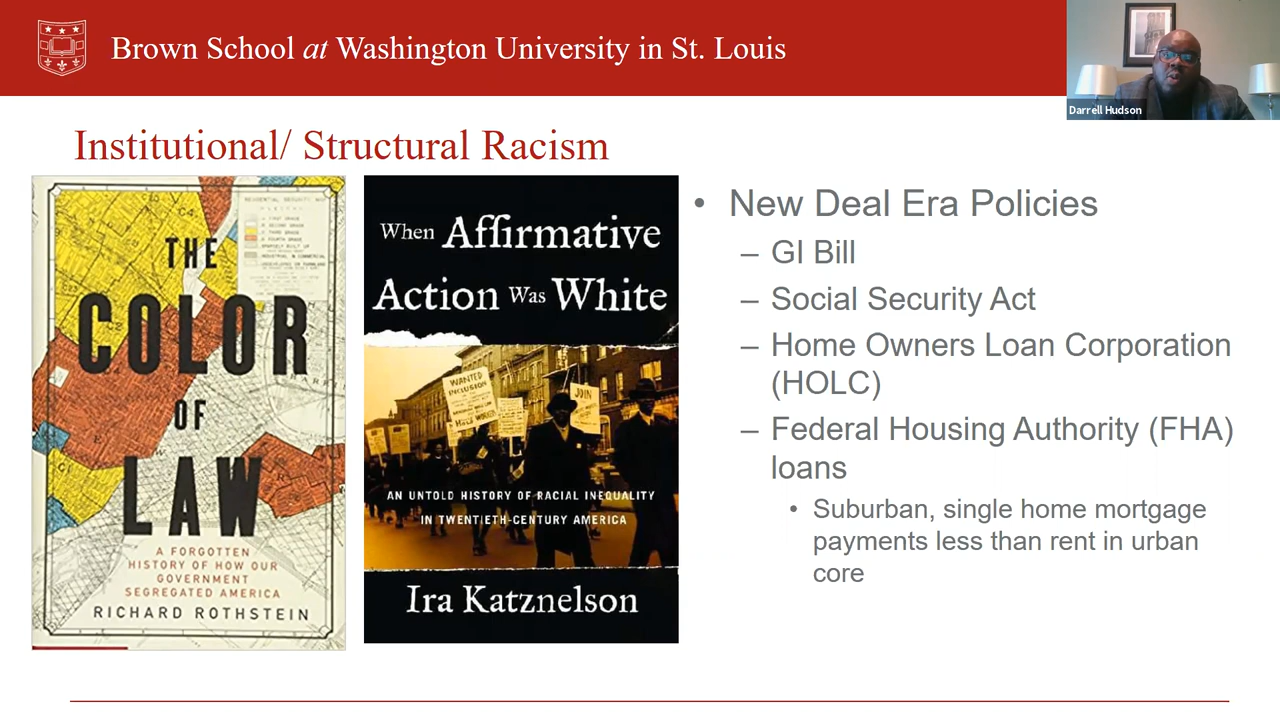 Brown School at Washington University in St. Louis
Darrell Hudson
Institutional/ Structural Racism
THE
COLOR
OF
LAW
A FORGOTTEN
HISTORY OF HOW OUR
GOVERNMENT
SEGREGATED AMERICA
RICHARD ROTHSTEIN
When Affirmative
Action Was White
WANTED
JOIN
AN UNTOLD HISTORY OF RACIAL INEQUALITY
IN TWENTIETH-CENTURY AMERICA
Ira Katznelson
• New Deal Era Policies
– GI Bill
– Social Security Act
– Home Owners Loan Corporation
(HOLC)
– Federal Housing Authority (FHA)
loans
• Suburban, single home mortgage
payments less than rent in urban
core